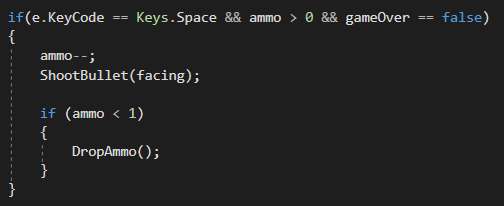 if(e.KeyCode == Keys.Space && ammo > 0 && gameOver == false)
{
    ammo--;
    ShootBullet(facing);

    if (ammo < 1)
    {
        DropAmmo();
    }
}